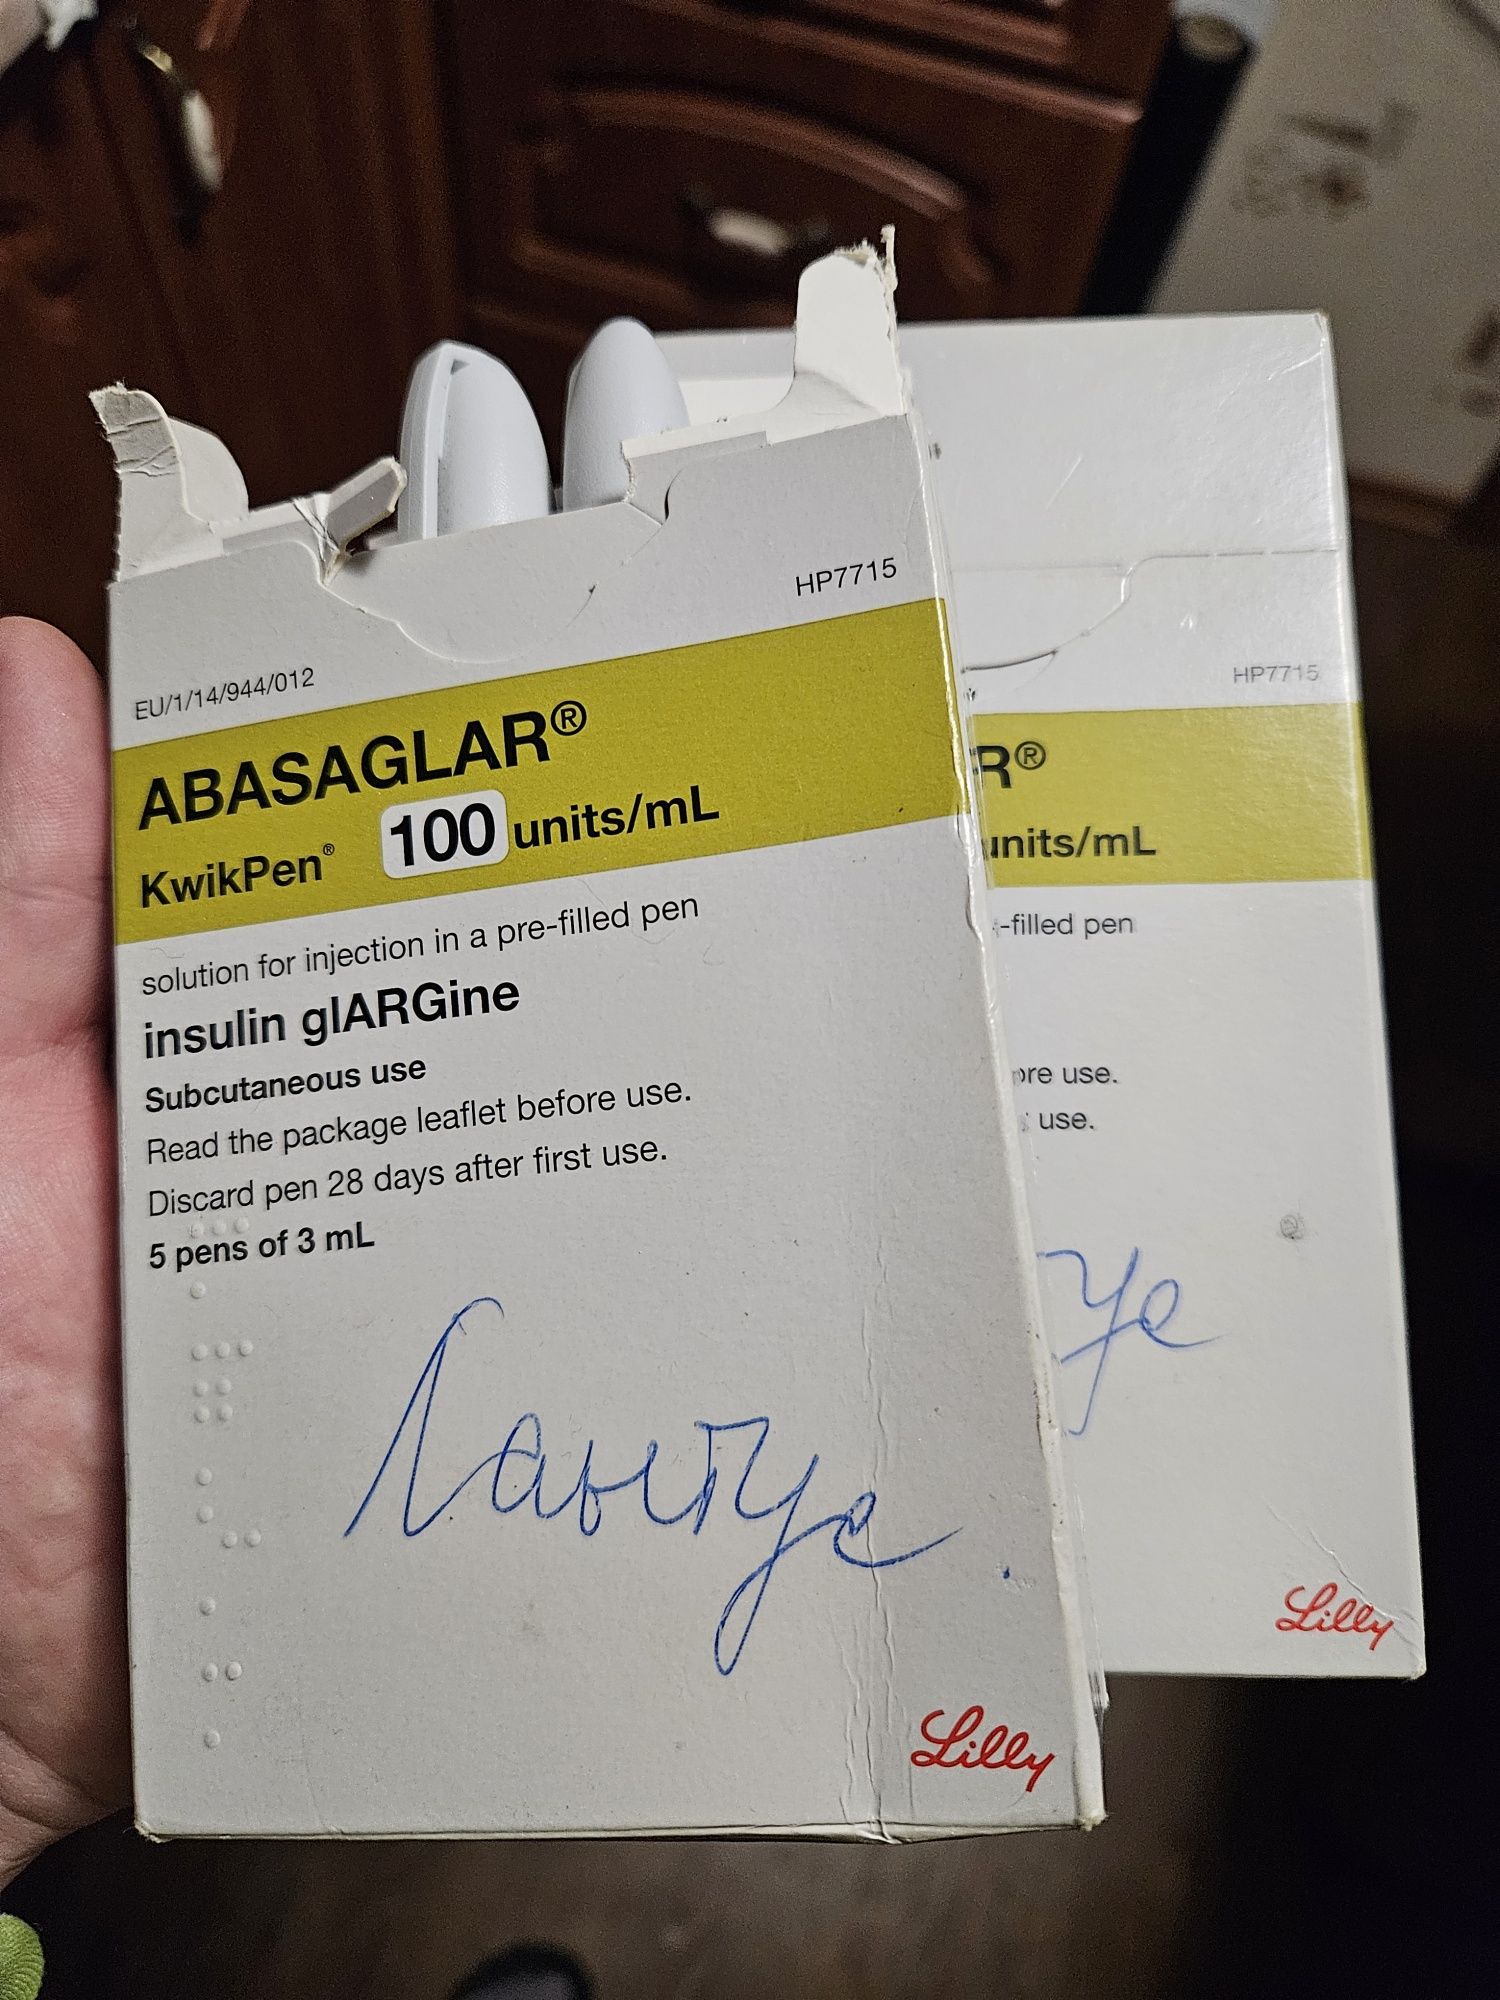 HP7715
EU/1/14/944/012
ABASAGLAR®
KwikPen® 100 units/mL
solution for injection in a pre-filled pen
insulin glARGine
Subcutaneous use
Read the package leaflet before use.
Discard pen 28 days after first use.
5 pens of 3 mL
Лантус.
Lilly
HP7715
R®
units/mL
-filled pen
ore use.
use.
тус
Lilly